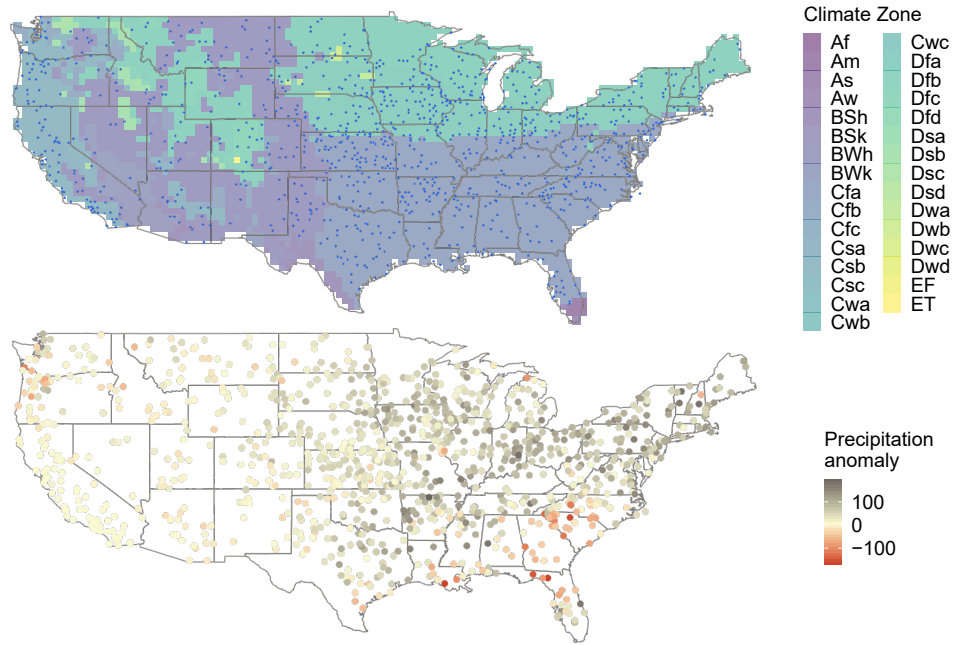 Climate Zone
Af
Am
As
Aw
BSh
BSk
BWh
BWk
Cfa
Cfb
Cfc
Csa
Csb
Csc
Cwa
Cwb
Cwc
Dfa
Dfb
Dfc
Dfd
Dsa
Dsb
Dsc
Dsd
Dwa
Dwb
Dwc
Dwd
EF
ET
Precipitation
anomaly
100
0
−100